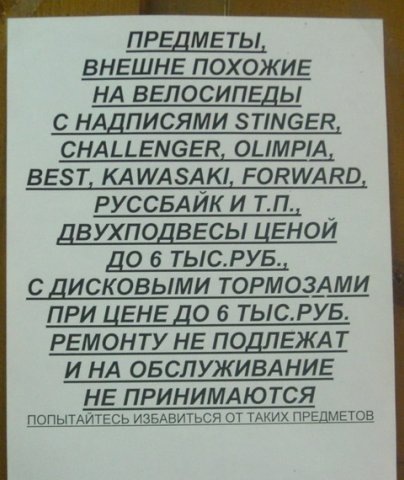 ПРЕДМЕТЫ,
ВНЕШНЕ ПОХОЖИЕ
НА ВЕЛОСИПЕДЫ
С НАДПИСЯМИ STINGER,
CHALLENGER, OLIMPIA,
BEST, KAWASAKI, FORWARD,
РУССБАЙК И Т.П.,
ДВУХПОДВЕСЫ ЦЕНОЙ
ДО 6 ТЫС.РУБ.,
С ДИСКОВЫМИ ТОРМОЗАМИ
ПРИ ЦЕНЕ ДО 6 ТЫС.РУБ.
РЕМОНТУ НЕ ПОДЛЕЖАТ
И НА ОБСЛУЖИВАНИЕ
НЕ ПРИНИМАЮТСЯ
ПОПЫТАЙТЕСЬ ИЗБАВИТЬСЯ ОТ ТАКИХ ПРЕДМЕТОВ